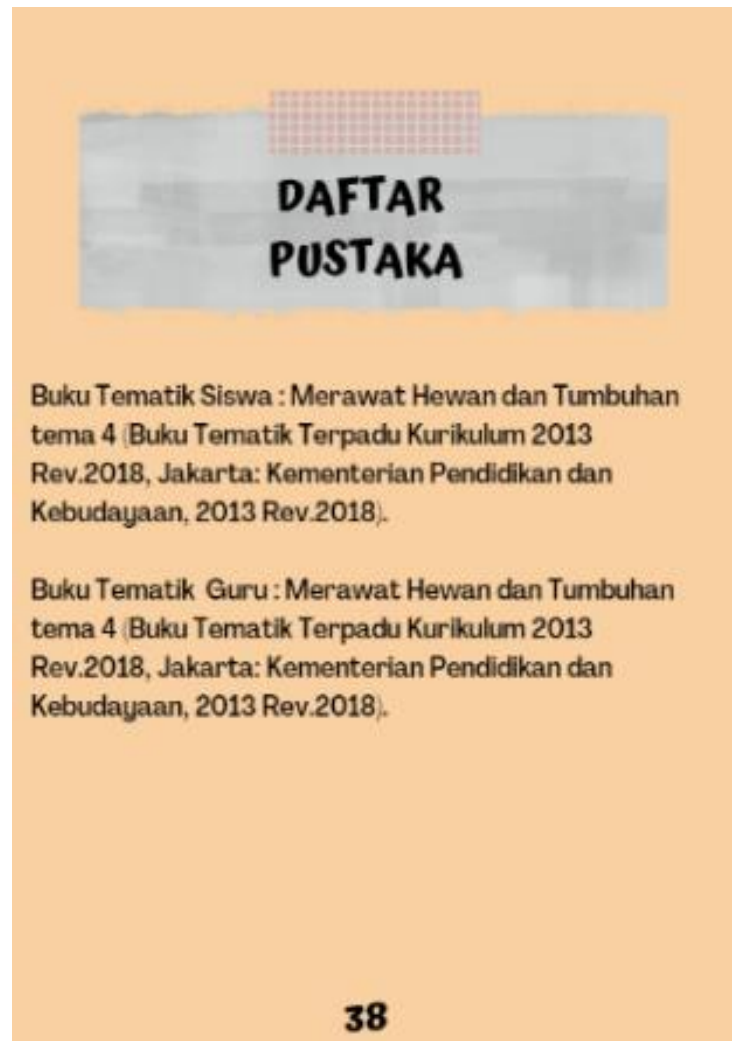 DAFTAR
PUSTAKA
Buku Tematik Siswa : Merawat Hewan dan Tumbuhan
tema 4 (Buku Tematik Terpadu Kurikulum 2013
Rev.2018, Jakarta: Kementerian Pendidikan dan
Kebudayaan, 2013 Rev.2018).
Buku Tematik  Guru : Merawat Hewan dan Tumbuhan
tema 4 (Buku Tematik Terpadu Kurikulum 2013
Rev.2018, Jakarta: Kementerian Pendidikan dan
Kebudayaan, 2013 Rev.2018).
38